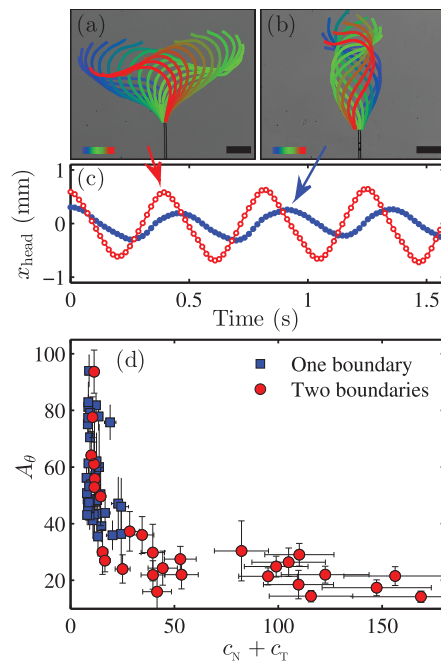 (a)
(b)
(c)
x_head (mm)
1
0
-1
0
0.5
1
1.5
Time (s)
(d)
One boundary
Two boundaries
A_θ
100
80
60
40
20
0
50
100
150
c_N + c_T